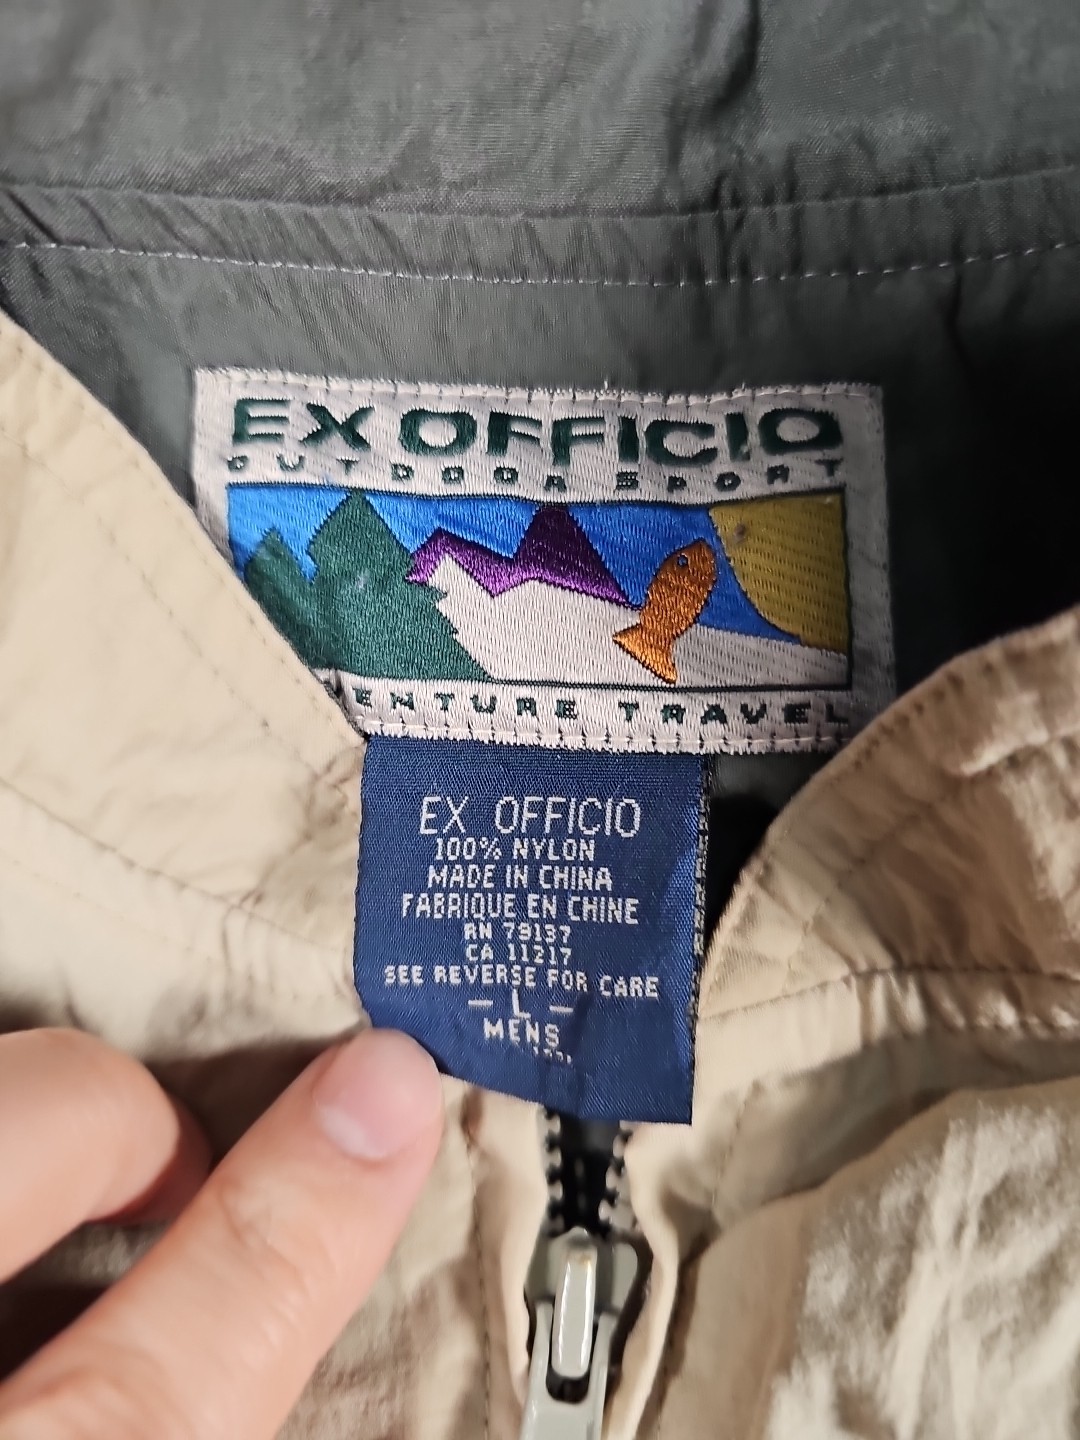 EX OFFICIO
OUTDOOR SPORT
VENTURE TRAVEL
EX OFFICIO
100% NYLON
MADE IN CHINA
FABRIQUE EN CHINE
RN 79137
CA 11217
SEE REVERSE FOR CARE
- L -
MENS